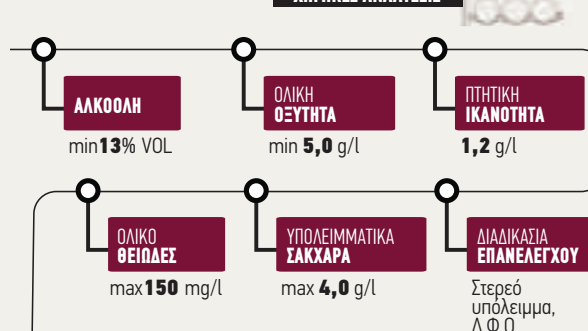 ΑΛΚΟΟΛΗ
min13% VOL
ΟΛΙΚΗ
ΟΞΥΤΗΤΑ
min 5,0 g/l
ΠΤΗΤΙΚΗ
ΙΚΑΝΟΤΗΤΑ
1,2 g/l
ΟΛΙΚΟ
ΘΕΙΩΔΕΣ
max150 mg/l
ΥΠΟΛΕΙΜΜΑΤΙΚΑ
ΣΑΚΧΑΡΑ
max 4,0 g/l
ΔΙΑΔΙΚΑΣΙΑ
ΕΠΑΝΕΛΕΓΧΟΥ
Στερεό
υπόλειμμα,